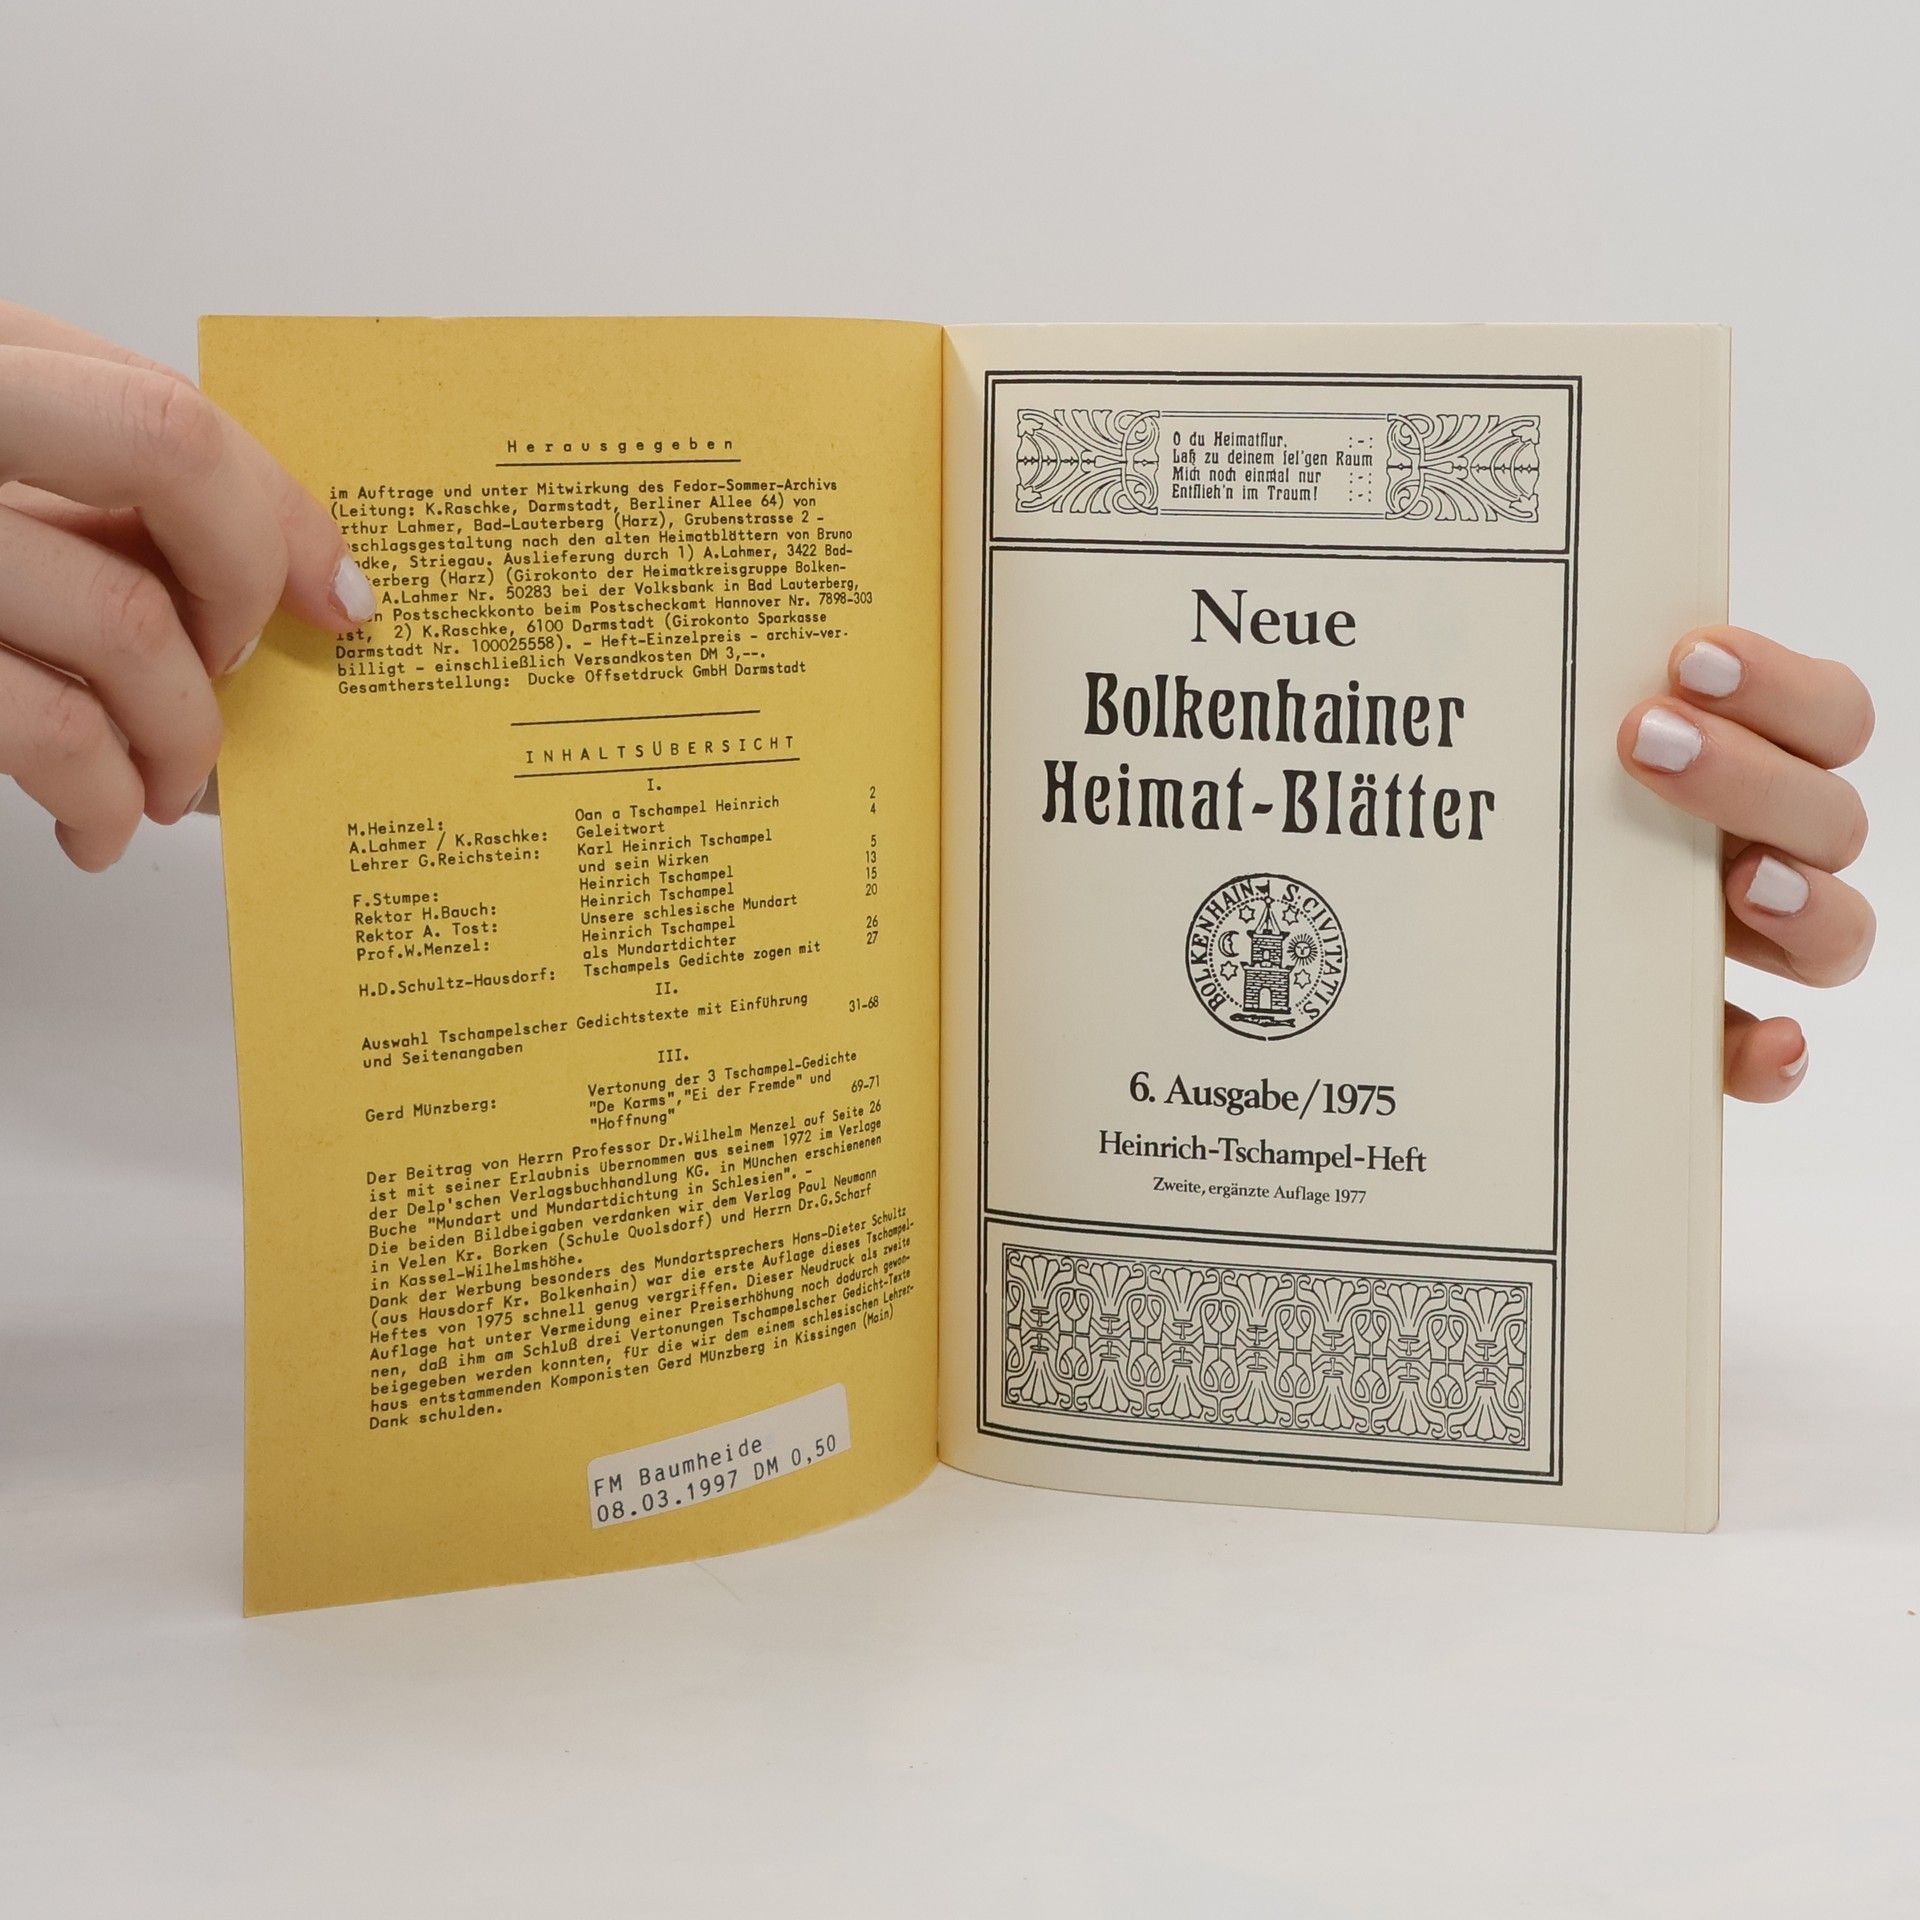 Herausgegeben
im Auftrage und unter Mitwirkung des Fedor-Sommer-Archivs
(Leitung: K.Raschke, Darmstadt, Berliner Allee 64) von
rthur Lahmer, Bad-Lauterberg (Harz), Grubenstrasse 2 -
schlagsgestaltung nach den alten Heimatblättern von Bruno
dke, Striegau. Auslieferung durch 1) A.Lahmer, 3422 Bad-
terberg (Harz) (Girokonto der Heimatkreisgruppe Bolken-
A.Lahmer Nr. 50283 bei der Volksbank in Bad Lauterberg,
n Postscheckkonto beim Postscheckamt Hannover Nr. 7898-303
ist, 2) K.Raschke, 6100 Darmstadt (Girokonto Sparkasse
Darmstadt Nr. 100025558). - Heft-Einzelpreis - archiv-ver-
billigt - einschließlich Versandkosten DM 3,--.
Gesamtherstellung: Ducke Offsetdruck GmbH Darmstadt
INHALTSÜBERSICHT
I.
M.Heinzel: Oan a Tschampel Heinrich 2
A.Lahmer / K.Raschke: Geleitwort 4
Lehrer G.Reichstein: Karl Heinrich Tschampel
und sein Wirken 5
F.Stumpe: Heinrich Tschampel 13
Rektor H.Bauch: Heinrich Tschampel 15
Rektor A. Tost: Unsere schlesische Mundart 20
Prof.W.Menzel: Heinrich Tschampel
als Mundartdichter 26
H.D.Schultz-Hausdorf: Tschampels Gedichte zogen mit 27
II.
Auswahl Tschampelscher Gedichtstexte mit Einführung
und Seitenangaben 31-68
III.
Gerd Münzberg: Vertonung der 3 Tschampel-Gedichte
"De Karms","Ei der Fremde" und
"Hoffnung" 69-71
Der Beitrag von Herrn Professor Dr.Wilhelm Menzel auf Seite 26
ist mit seiner Erlaubnis übernommen aus seinem 1972 im Verlage
der Delp'schen Verlagsbuchhandlung KG. in München erschienenen
Buche "Mundart und Mundartdichtung in Schlesien". -
Die beiden Bildbeigaben verdanken wir dem Verlag Paul Neumann
in Velen Kr. Borken (Schule Quolsdorf) und Herrn Dr.G.Scharf
in Kassel-Wilhelmshöhe.
Dank der Werbung besonders des Mundartsprechers Hans-Dieter Schultz
(aus Hausdorf Kr. Bolkenhain) war die erste Auflage dieses Tschampel-
Heftes von 1975 schnell genug vergriffen. Dieser Neudruck als zweite
Auflage hat unter Vermeidung einer Preiserhöhung noch dadurch gewon-
nen, daß ihm am Schluß drei Vertonungen Tschampelscher Gedicht-Texte
beigegeben werden konnten, für die wir dem einem schlesischen Lehrer-
haus entstammenden Komponisten Gerd Münzberg in Kissingen (Main)
Dank schulden.
FM Baumheide
08.03.1997 DM 0,50
O du Heimatflur, :-:
Laß zu deinem sel'gen Raum
Mich noch einmal nur :-:
Entflieh'n im Traum! :-:
Neue
Bolkenhainer
Heimat-Blätter
BOLKENHAIN S.CIVITATIS
6. Ausgabe/1975
Heinrich-Tschampel-Heft
Zweite, ergänzte Auflage 1977